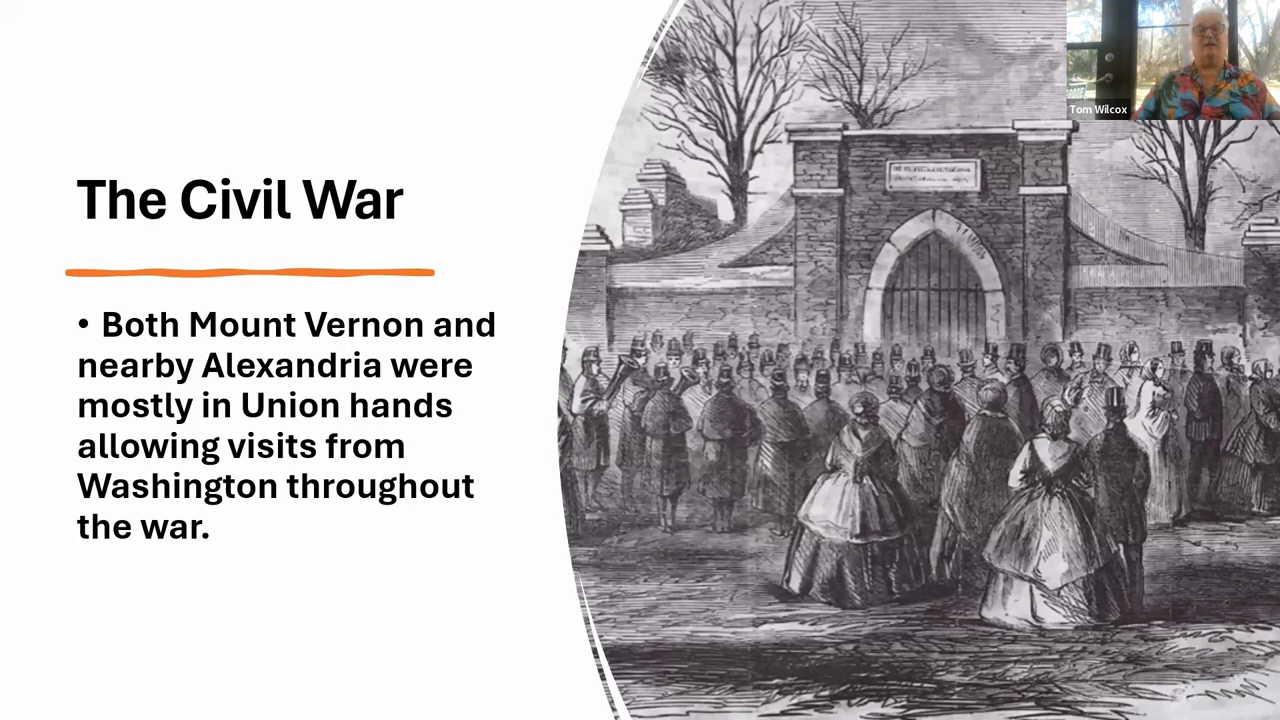 The Civil War
• Both Mount Vernon and
nearby Alexandria were
mostly in Union hands
allowing visits from
Washington throughout
the war.
Tom Wilcox